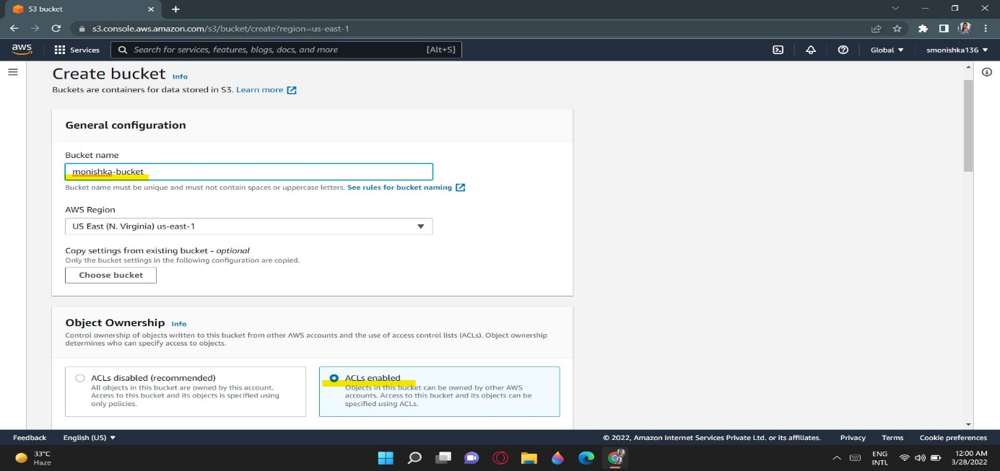 S3 bucket
s3.console.aws.amazon.com/s3/bucket/create?region=us-east-1
aws
Services
Search for services, features, blogs, docs, and more
[Alt+S]
Global
smonishka136
Create bucket Info
Buckets are containers for data stored in S3. Learn more
General configuration
Bucket name
monishka-bucket
Bucket name must be unique and must not contain spaces or uppercase letters. See rules for bucket naming
AWS Region
US East (N. Virginia) us-east-1
Copy settings from existing bucket - optional
Only the bucket settings in the following configuration are copied.
Choose bucket
Object Ownership Info
Control ownership of objects written to this bucket from other AWS accounts and the use of access control lists (ACLs). Object ownership
determines who can specify access to objects.
ACLs disabled (recommended)
All objects in this bucket are owned by this account.
Access to this bucket and its objects is specified using
only policies.
ACLs enabled
Objects in this bucket can be owned by other AWS
accounts. Access to this bucket and its objects can be
specified using ACLs.
Feedback
English (US)
© 2022, Amazon Internet Services Private Ltd. or its affiliates.
Privacy
Terms
Cookie preferences
33°C
Haze
ENG
INTL
12:00 AM
3/28/2022